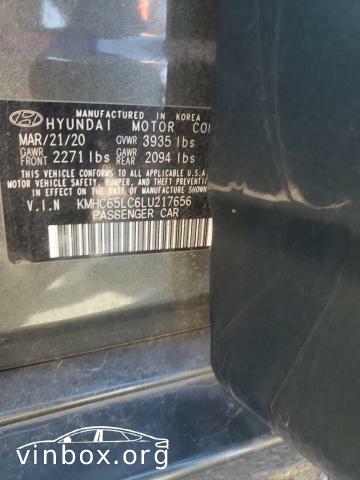 MANUFACTURED IN KOREA
HYUNDAI MOTOR CO
MAR/21/20 GVWR 3935 lbs
GAWR FRONT 2271 lbs GAWR REAR 2094 lbs
THIS VEHICLE CONFORMS TO ALL APPLICABLE U.S.
MOTOR VEHICLE SAFETY, BUMPER, AND THEFT PREVENT
IN EFFECT ON THE DATE OF MANUFACTURE SHOWN A
V.I.N KMHC65LC6LU217656
PASSENGER CAR
vinbox.org